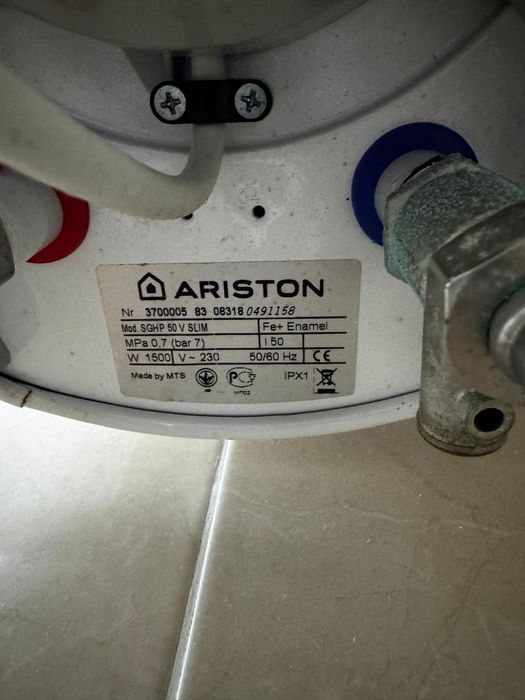 ARISTON
Nr 3700005 83 08318 0491158
Mod. SGHP 50 V SLIM Fe+ Enamel
MPa 0,7 (bar 7) l 50
W 1500 V~ 230 50/60 Hz CE
Made by MTS IPX1